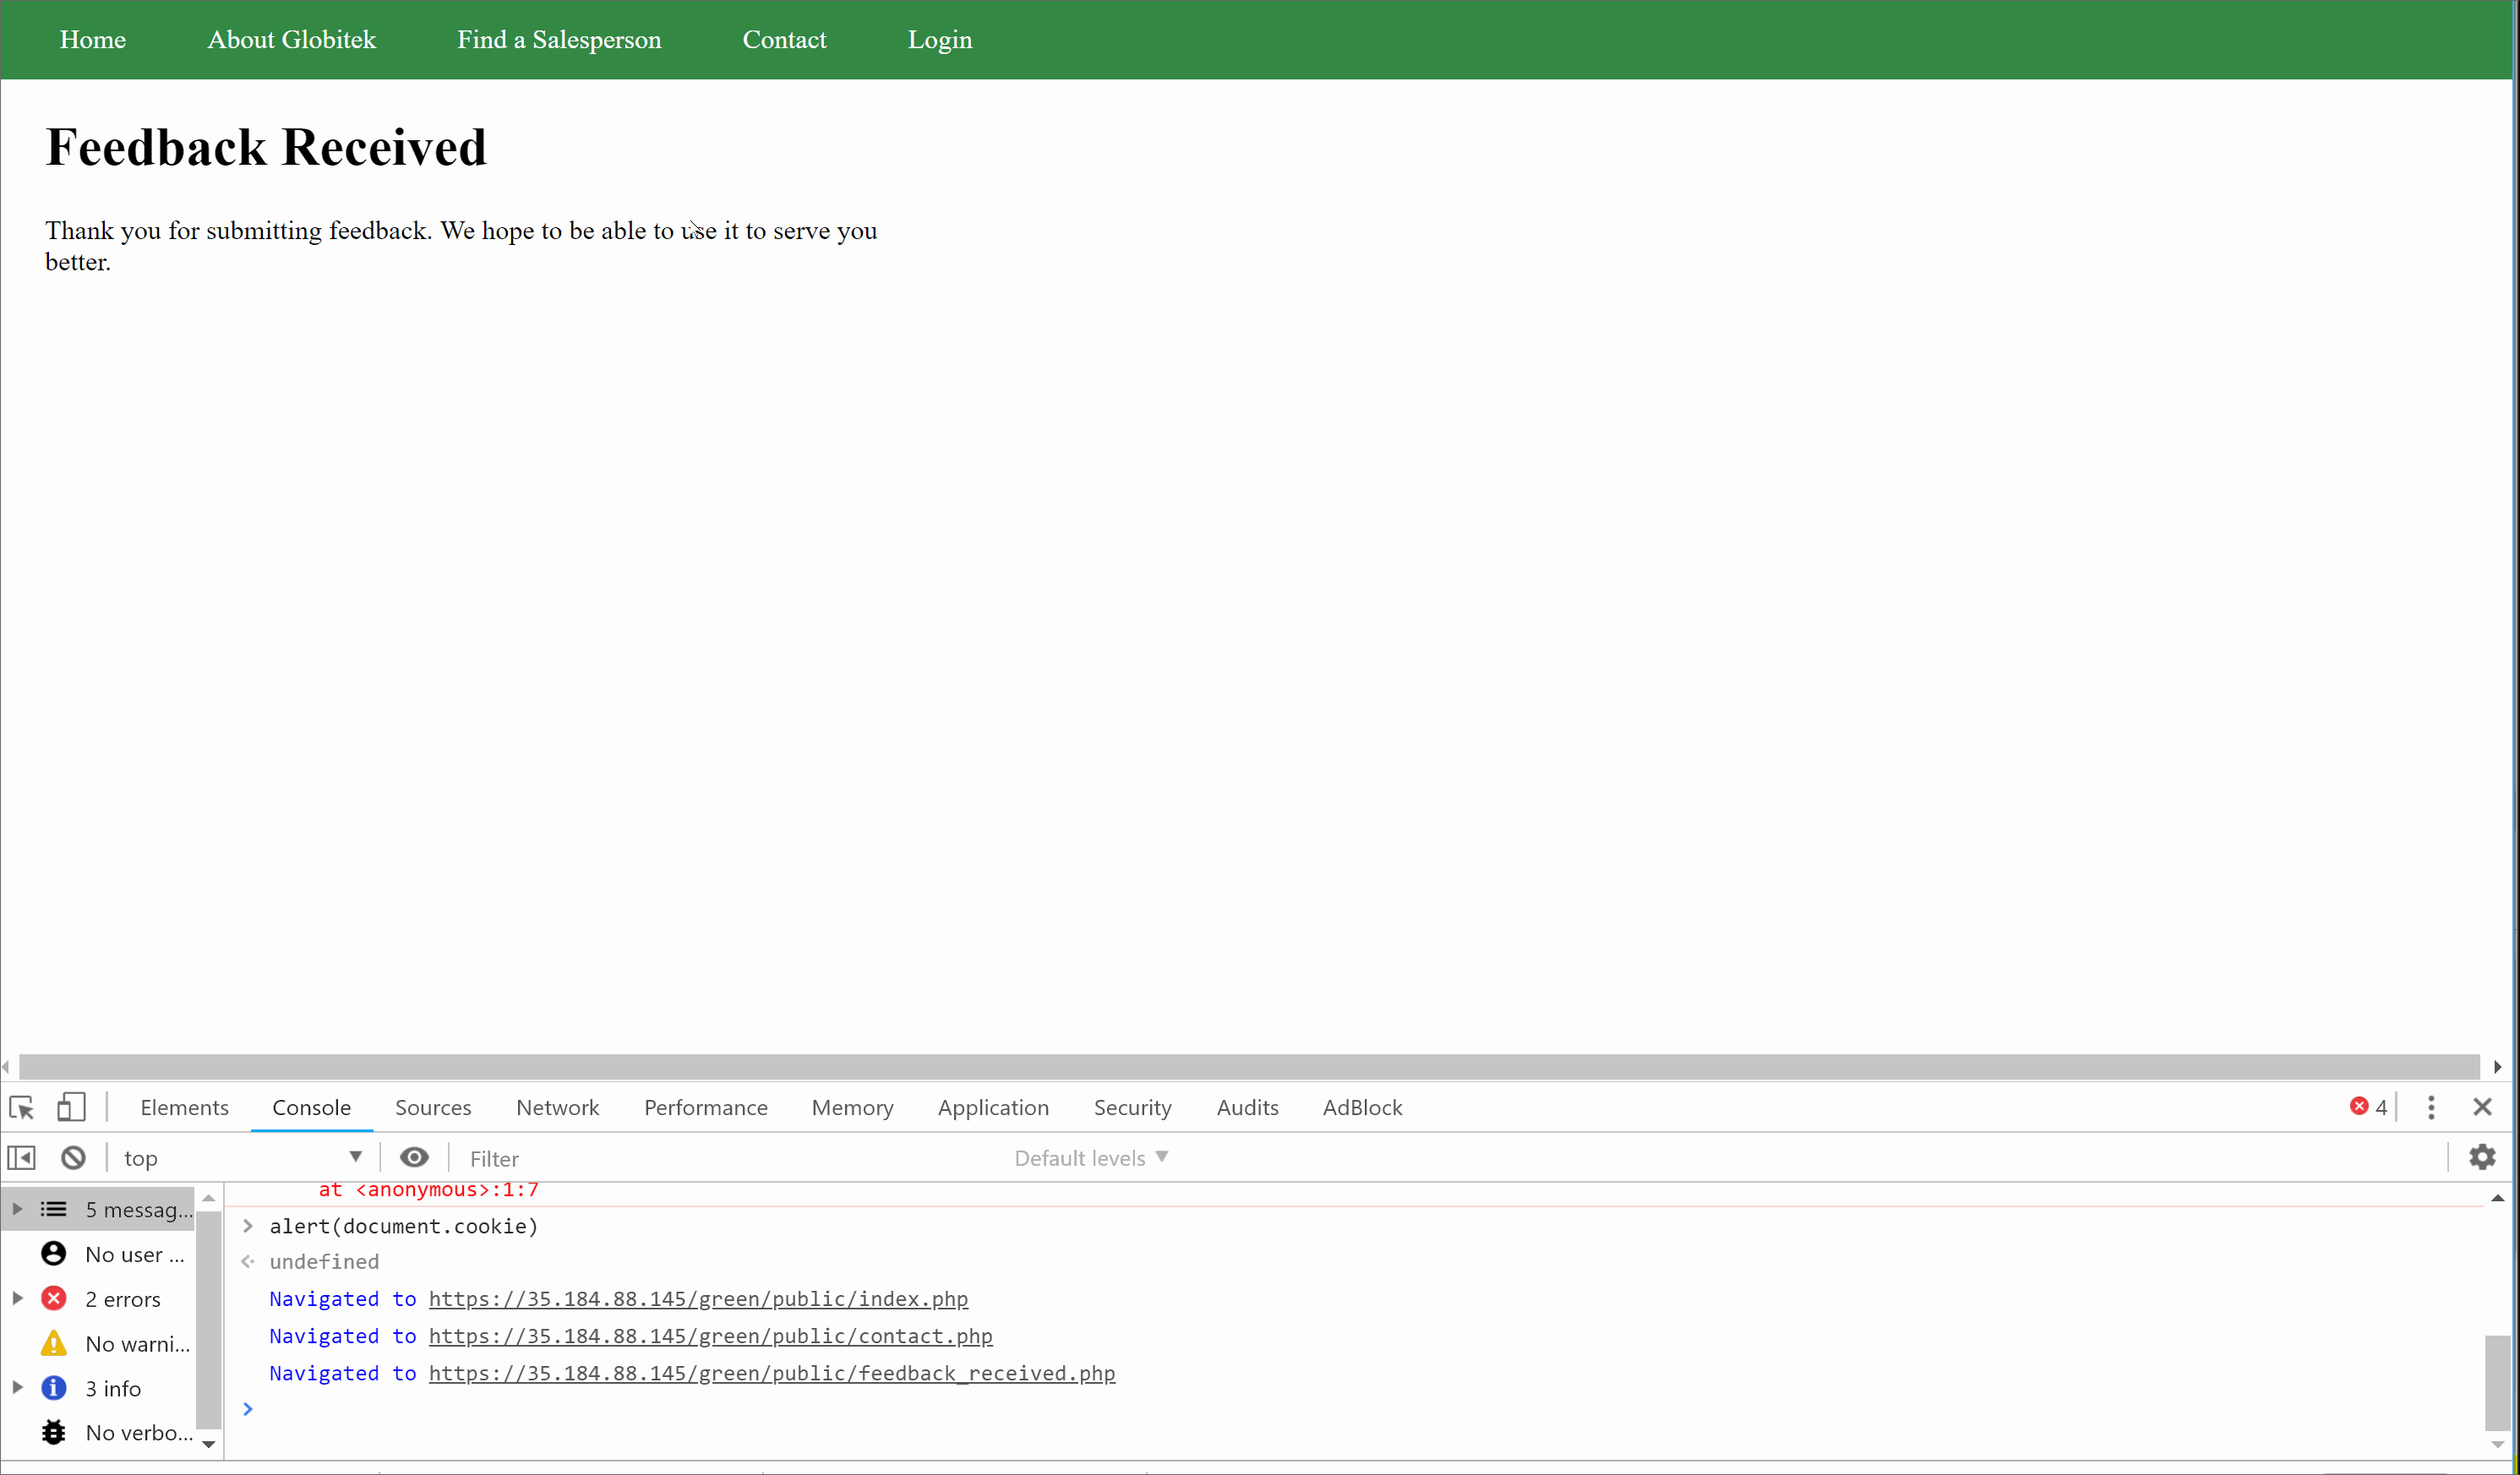 Home About Globitek Find a Salesperson Contact Login
Feedback Received
Thank you for submitting feedback. We hope to be able to use it to serve you
better.
Elements Console Sources Network Performance Memory Application Security Audits AdBlock 4
top Filter Default levels
5 messag...
No user ...
2 errors
No warni...
3 info
No verbo...
at <anonymous>:1:7
> alert(document.cookie)
undefined
Navigated to https://35.184.88.145/green/public/index.php
Navigated to https://35.184.88.145/green/public/contact.php
Navigated to https://35.184.88.145/green/public/feedback_received.php
>